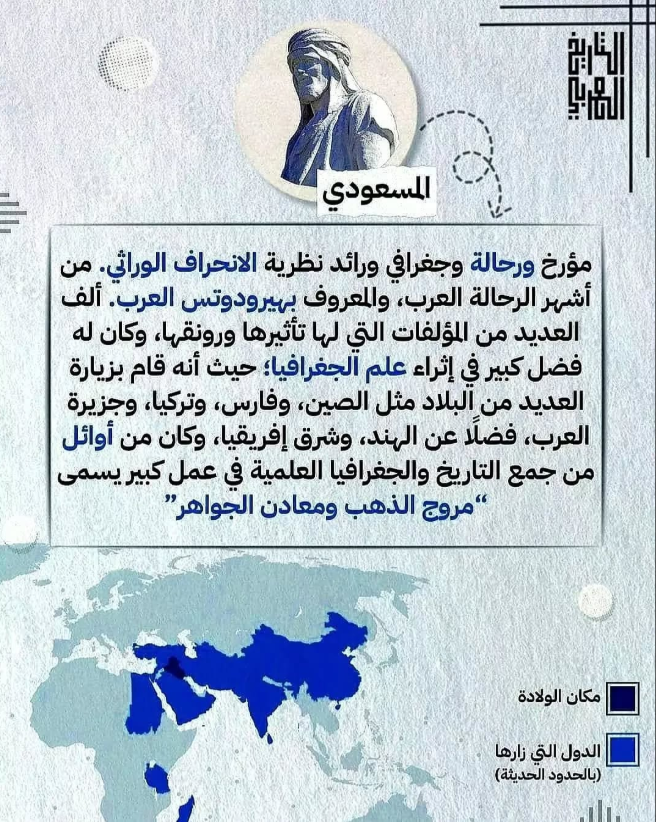 التاريخ
العربي
المسعودي
مؤرخ ورحالة وجغرافي ورائد نظرية الانحراف الوراثي. من
أشهر الرحالة العرب، والمعروف بهيرودوتس العرب. ألف
العديد من المؤلفات التي لها تأثيرها ورونقها، وكان له
فضل كبير في إثراء علم الجغرافيا؛ حيث أنه قام بزيارة
العديد من البلاد مثل الصين، وفارس، وتركيا، وجزيرة
العرب، فضلًا عن الهند، وشرق إفريقيا، وكان من أوائل
من جمع التاريخ والجغرافيا العلمية في عمل كبير يسمى
“مروج الذهب ومعادن الجواهر”
مكان الولادة
الدول التي زارها
(بالحدود الحديثة)